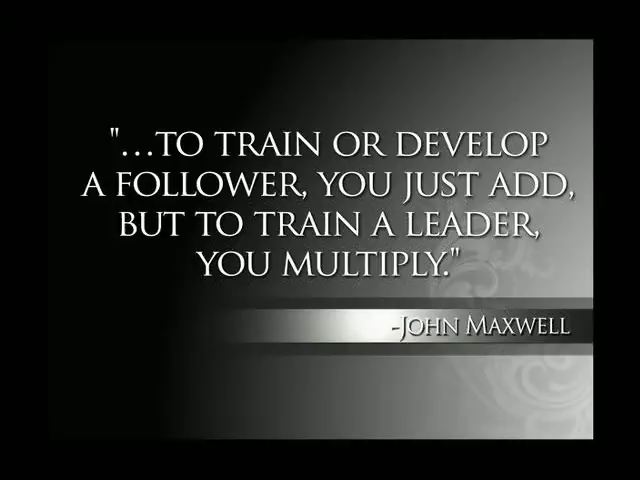 "...TO TRAIN OR DEVELOP
A FOLLOWER, YOU JUST ADD,
BUT TO TRAIN A LEADER,
YOU MULTIPLY."
-JOHN MAXWELL